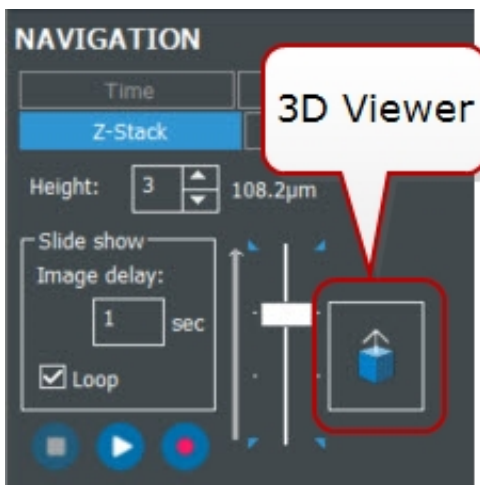 NAVIGATION
3D Viewer
Time
Z-Stack
Height: 3 108.2µm
Slide show
Image delay:
1 sec
Loop